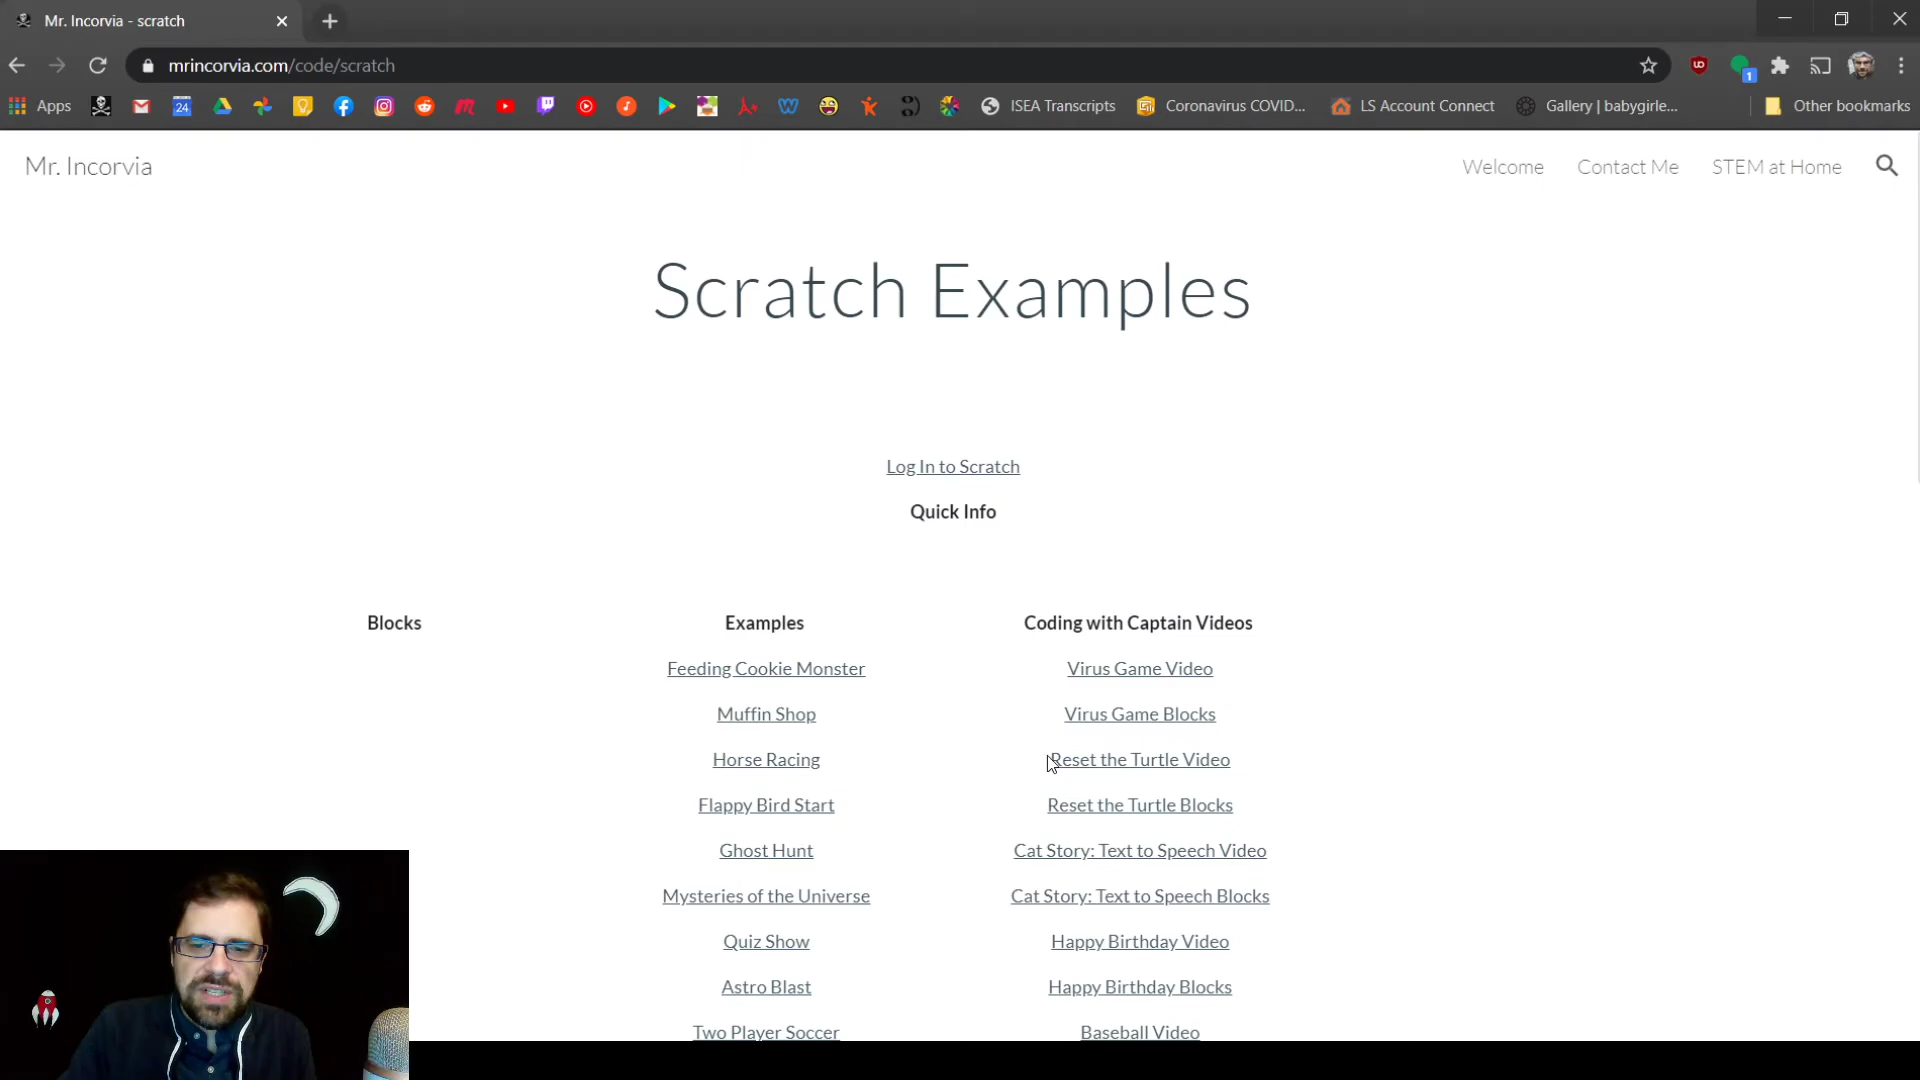 Mr. Incorvia - scratch
mrincorvia.com/code/scratch
1
Apps
24
UD
ISEA Transcripts
Coronavirus COVID...
LS Account Connect
Gallery | babygirle...
Other bookmarks
Mr. Incorvia
Welcome
Contact Me
STEM at Home
Scratch Examples
Log In to Scratch
Quick Info
Blocks
Examples
Coding with Captain Videos
Feeding Cookie Monster
Virus Game Video
Muffin Shop
Virus Game Blocks
Horse Racing
Reset the Turtle Video
Flappy Bird Start
Reset the Turtle Blocks
Ghost Hunt
Cat Story: Text to Speech Video
Mysteries of the Universe
Cat Story: Text to Speech Blocks
Quiz Show
Happy Birthday Video
Astro Blast
Happy Birthday Blocks
Two Player Soccer
Baseball Video